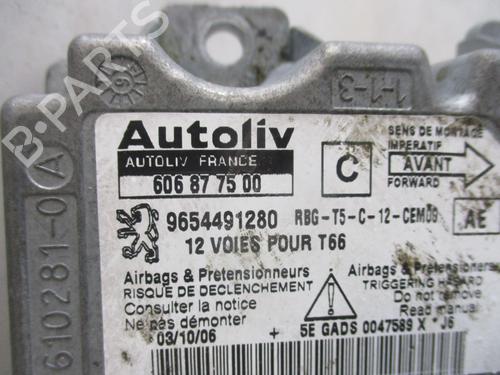 1-1-3
Autoliv
AUTOLIV FRANCE
606 87 75 00
C
SENS DE MONTAGE
IMPERATIF
AVANT
FORWARD
9654491280 RBG-T5-C-12-CEM09
AE
12 VOIES POUR T66
Airbags & Pretensionneurs
RISQUE DE DECLENCHEMENT
Consulter la notice
Ne pas démonter
03/10/06
Airbags & Pretensioners
TRIGGERING HASARD
Do not remove
Read manual
+ 5E GADS 0047589 X * J6
610281-0 A
B-PARTS